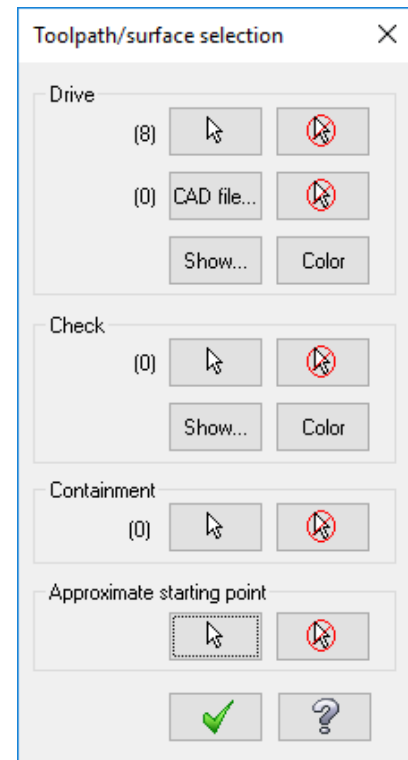 Toolpath/surface selection
Drive
(8)
(0) CAD file...
Show... Color
Check
(0)
Show... Color
Containment
(0)
Approximate starting point